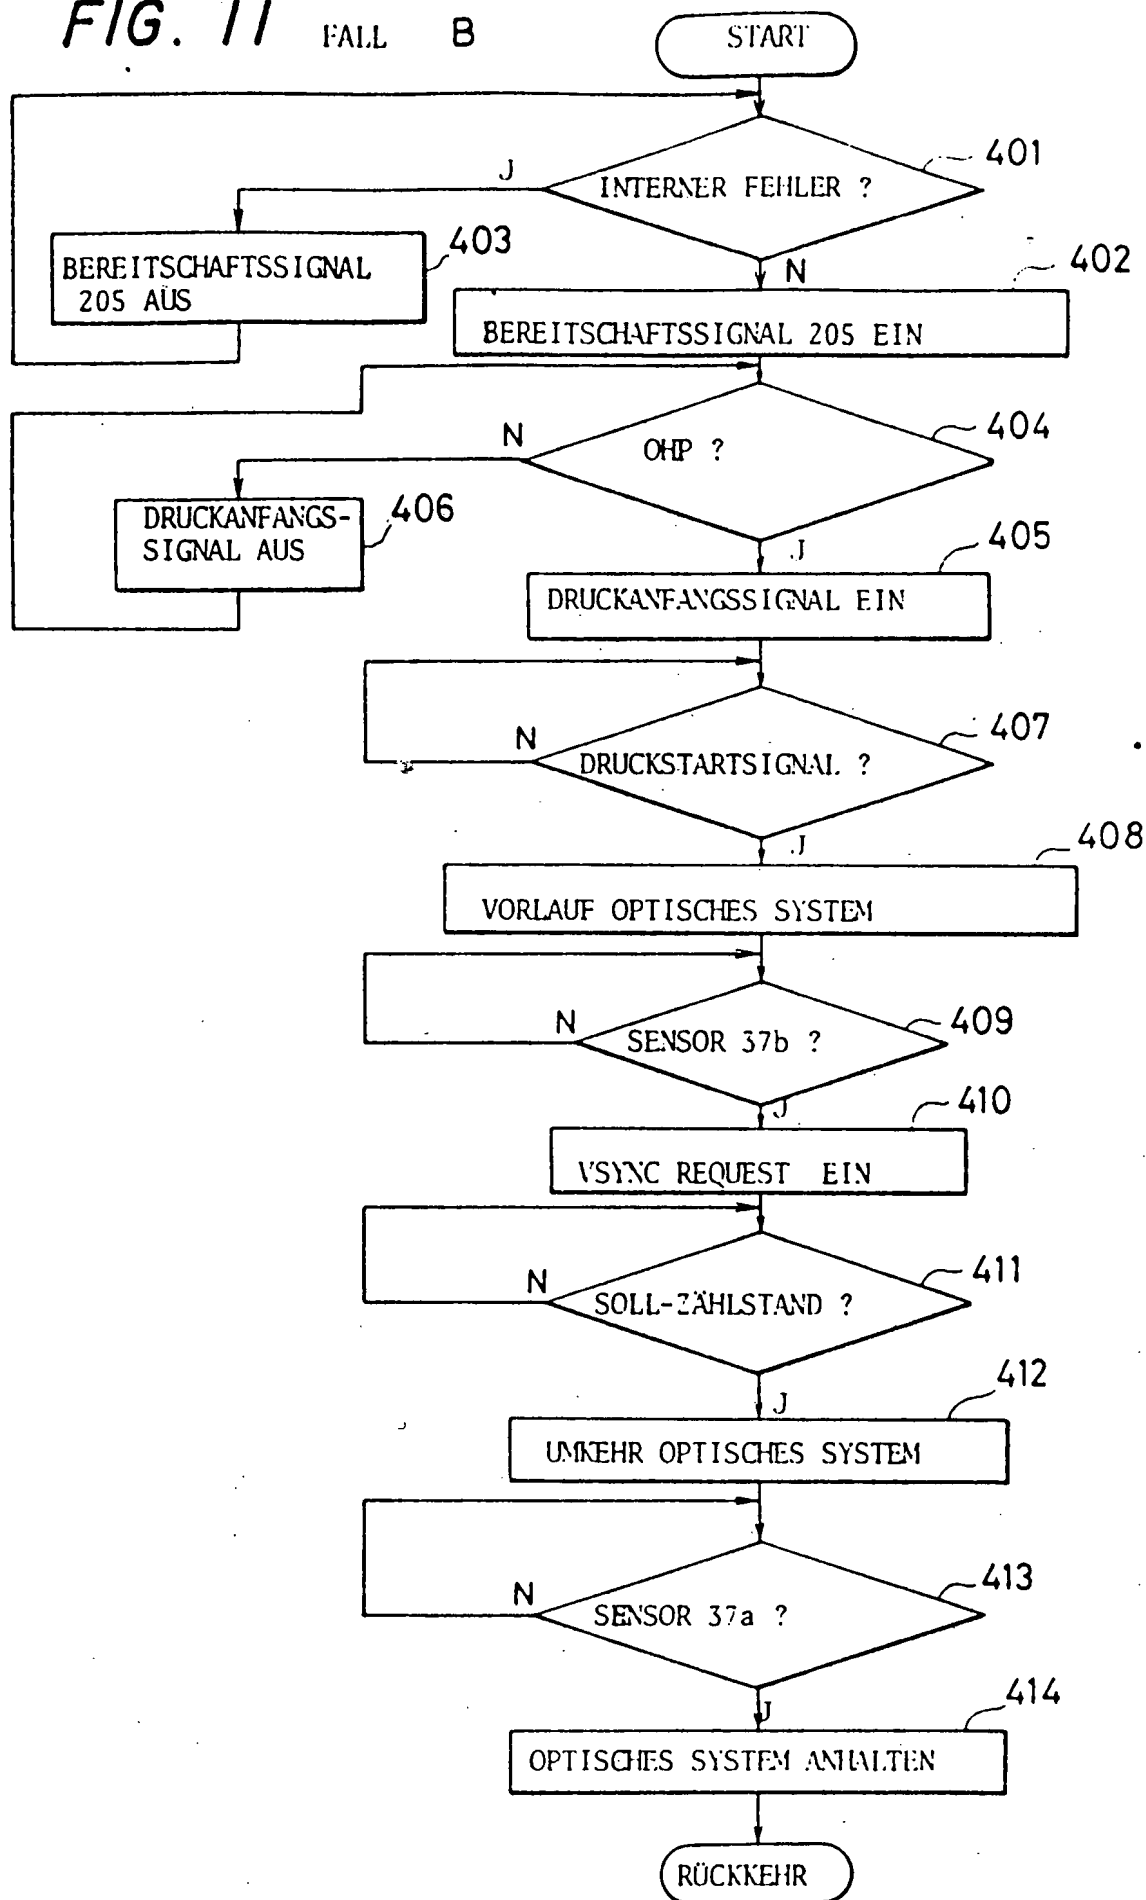 FIG. 11 FALL B
START
401
J
INTERNER FEHLER ?
403
BEREITSCHAFTSSIGNAL
205 AUS
N
402
BEREITSCHAFTSSIGNAL 205 EIN
N
OHP ?
404
406
DRUCKANFANGS-
SIGNAL AUS
J
405
DRUCKANFANGSSIGNAL EIN
407
N
DRUCKSTARTSIGNAL ?
J
408
VORLAUF OPTISCHES SYSTEM
409
N
SENSOR 37b ?
J
410
VSYNC REQUEST EIN
411
N
SOLL-ZÄHLSTAND ?
J
412
UMKEHR OPTISCHES SYSTEM
413
N
SENSOR 37a ?
J
414
OPTISCHES SYSTEM ANHALTEN
RÜCKKEHR